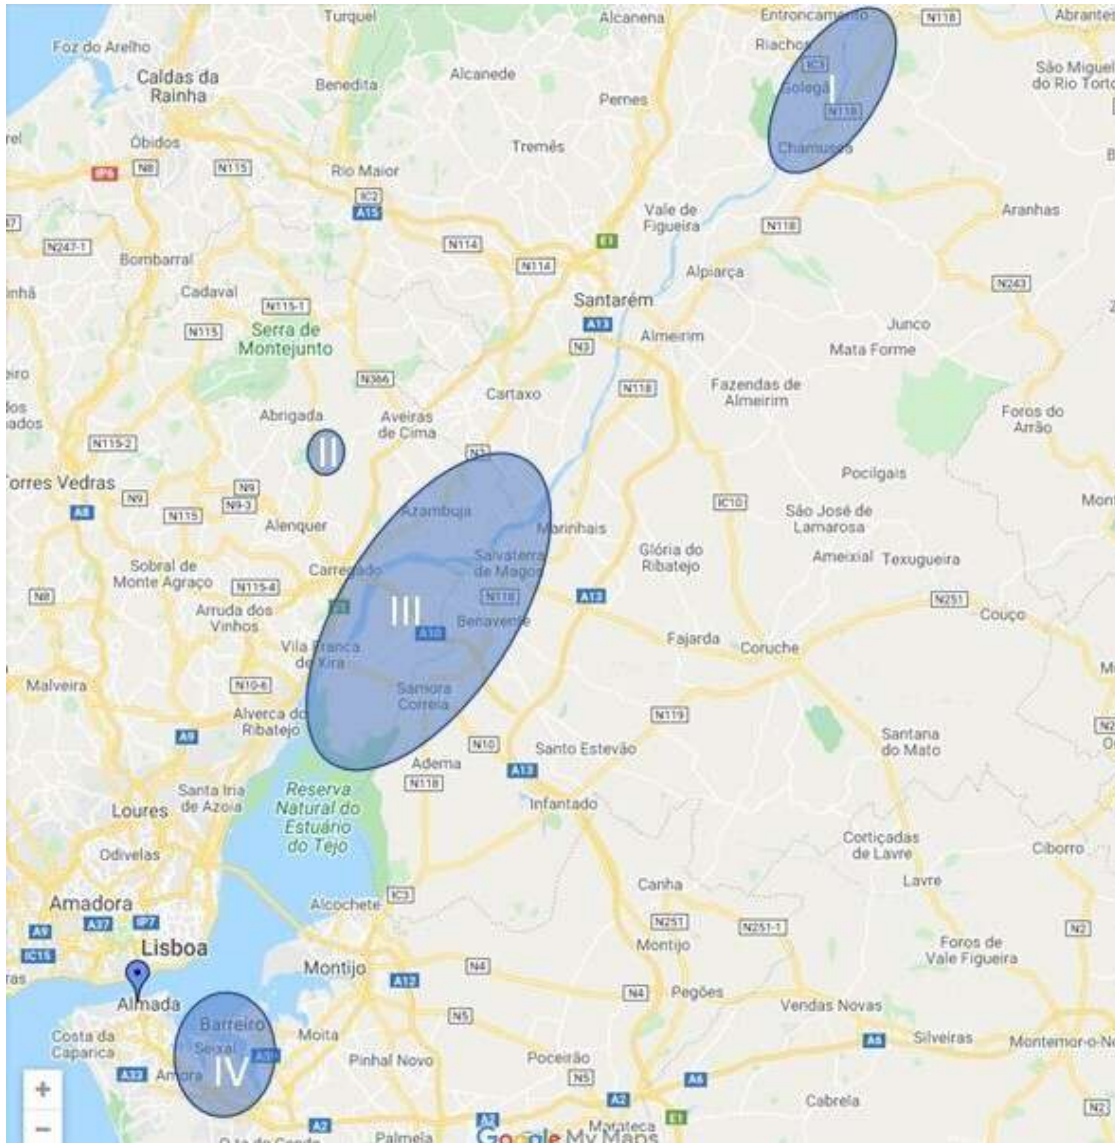 Turquel
Alcanena
Entroncamento
N118
Abrantes
Foz do Arelho
Riachos
Caldas da
Rainha
Benedita
Alcanede
IC3
São Miguel
do Rio Torto
Pernes
Golegã
I
N118
Óbidos
Tremês
Chamusca
IP6
N8
N115
Rio Maior
IC2
A15
Vale de
Figueira
Aranhas
N247-1
N114
E1
N118
Bombarral
N114
Alpiarça
Cadaval
N115-1
Santarém
N243
N115
Serra de
Montejunto
A13
Almeirim
Junco
N3
Mata Forme
N366
Cartaxo
N118
Fazendas de
Almeirim
Abrigada
Aveiras
de Cima
Foros do
Arrão
N115-2
II
N3
Torres Vedras
N9
N9
Pocilgais
A8
N9-3
N115
Azambuja
IC10
São José de
Lamarosa
Alenquer
Marinhais
Sobral de
Monte Agraço
Carregado
Salvaterra
de Magos
Glória do
Ribatejo
Ameixial
Texugueira
N115-4
N8
Arruda dos
Vinhos
III
N118
A13
N251
Couço
A10
Benavente
Vila Franca
de Xira
Fajarda
Coruche
Malveira
N10-6
Samora
Correia
Alverca do
Ribatejo
N119
A9
N10
Santo Estevão
Santana
do Mato
Adema
A13
N118
Santa Iria
de Azoia
Reserva
Natural do
Estuário
do Tejo
Infantado
Loures
Cortiçadas
de Lavre
Odivelas
Ciborro
Canha
Lavre
Amadora
IC3
Alcochete
A37
IP7
N251
N251-1
A9
N2
Lisboa
IC15
Montijo
Foros de
Vale Figueira
Montijo
N4
A12
Almada
N4
Pegões
Vendas Novas
Barreiro
N5
Costa da
Caparica
Moita
Seixal
A6
Silveiras
IV
Pinhal Novo
Poceirão
A33
Amora
N5
A6
A2
Cabrela
N2
A2
A2
E1
Palmela
Marateca
Google My Maps
+
−